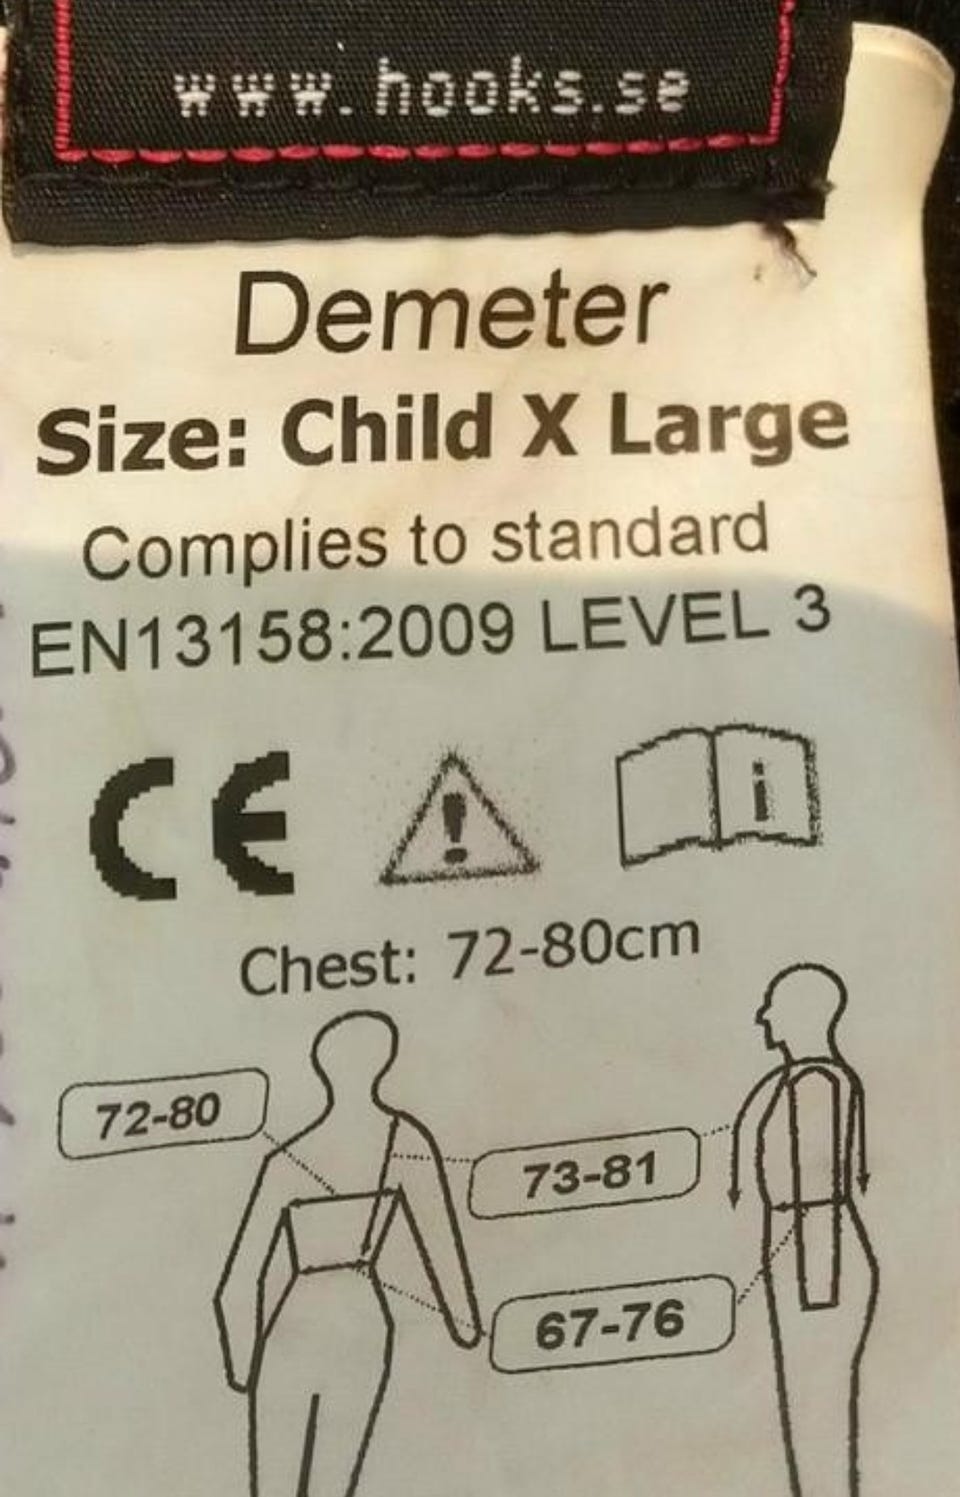 www.hooks.se
Demeter
Size: Child X Large
Complies to standard
EN13158:2009 LEVEL 3
CE
Chest: 72-80cm
72-80
73-81
67-76